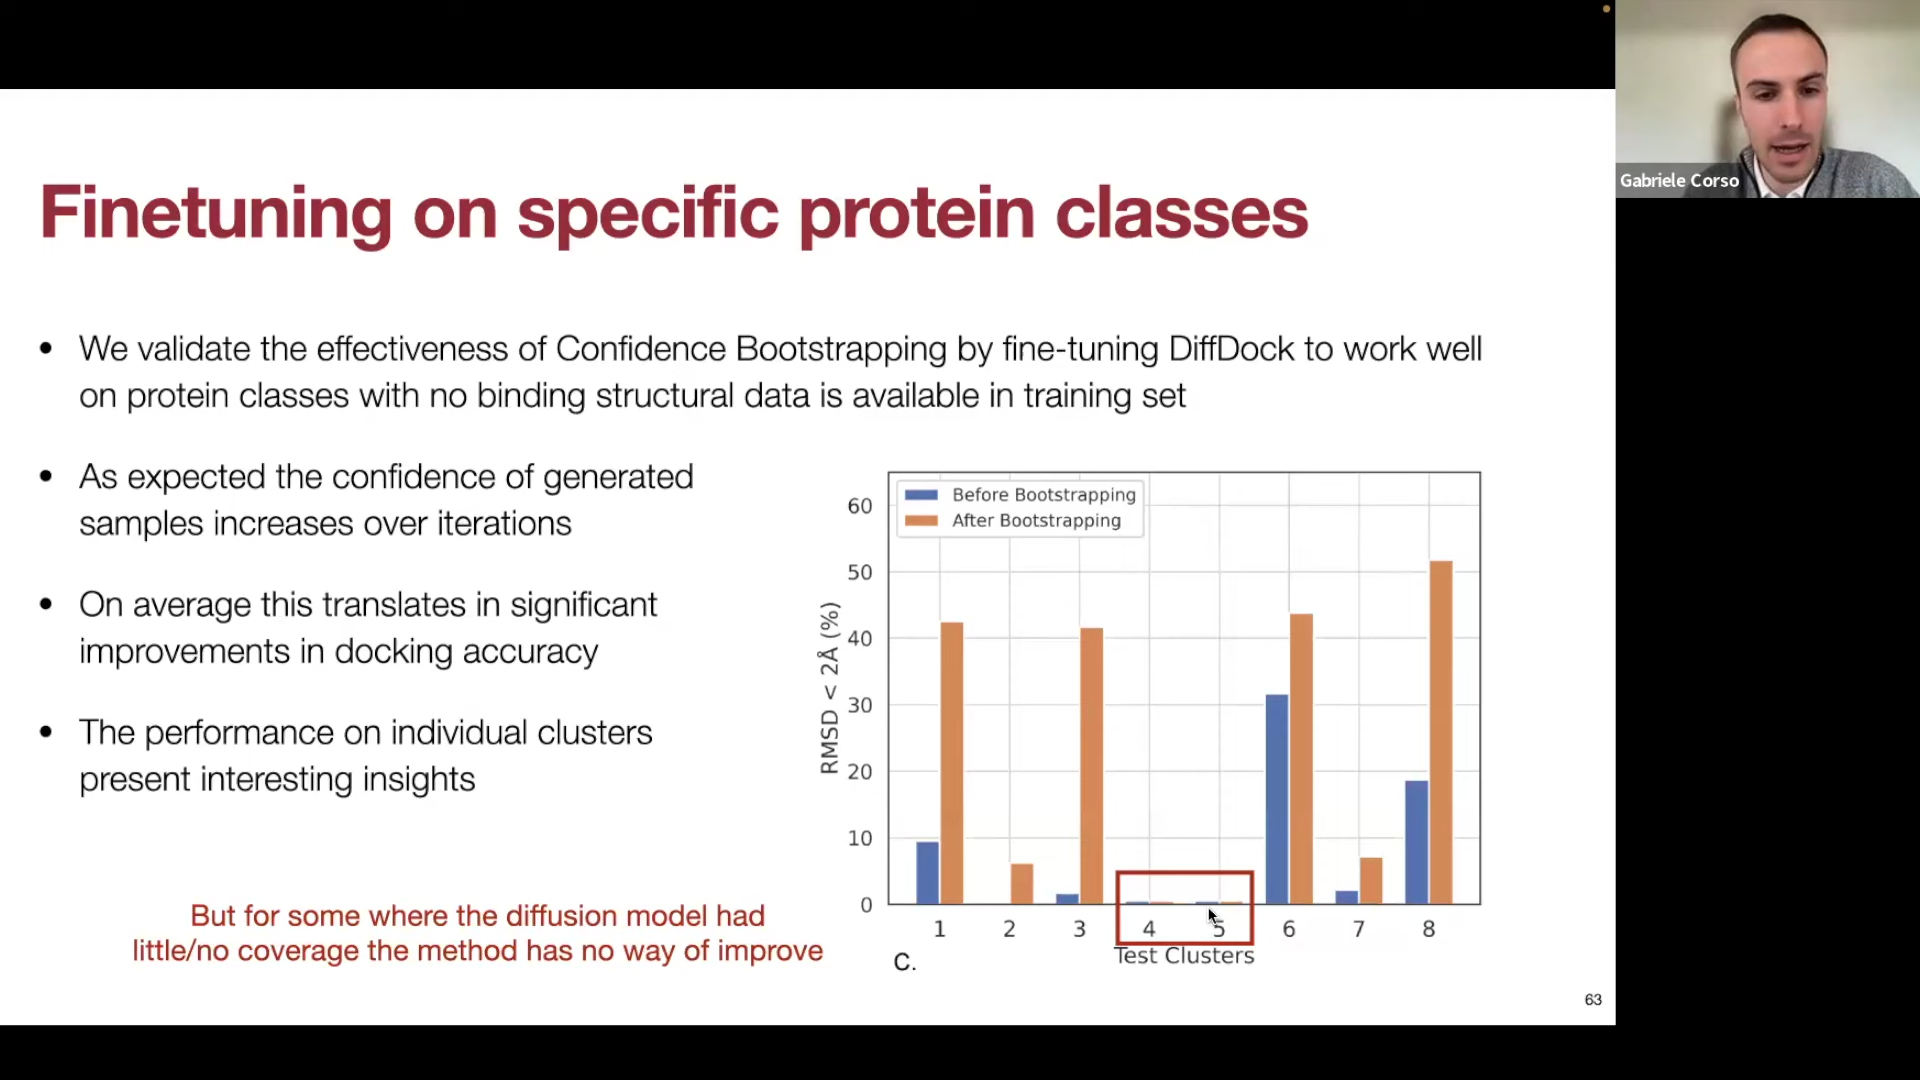 Gabriele Corso
Finetuning on specific protein classes
• We validate the effectiveness of Confidence Bootstrapping by fine-tuning DiffDock to work well
on protein classes with no binding structural data is available in training set
• As expected the confidence of generated
samples increases over iterations
• On average this translates in significant
improvements in docking accuracy
• The performance on individual clusters
present interesting insights
But for some where the diffusion model had
little/no coverage the method has no way of improve
Before Bootstrapping
After Bootstrapping
RMSD < 2Å (%)
60
50
40
30
20
10
0
1 2 3 4 5 6 7 8
Test Clusters
C.
63